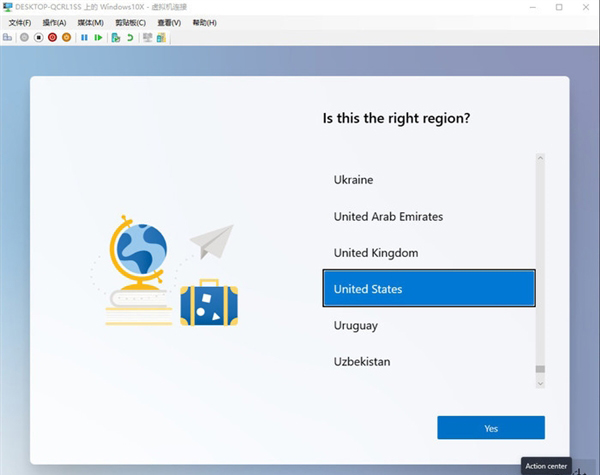 DESKTOP-QCRL1SS 上的 Windows10X - 虚拟机连接
文件(F) 操作(A) 媒体(M) 剪贴板(C) 查看(V) 帮助(H)
Is this the right region?
Ukraine
United Arab Emirates
United Kingdom
United States
Uruguay
Uzbekistan
Yes
Action center